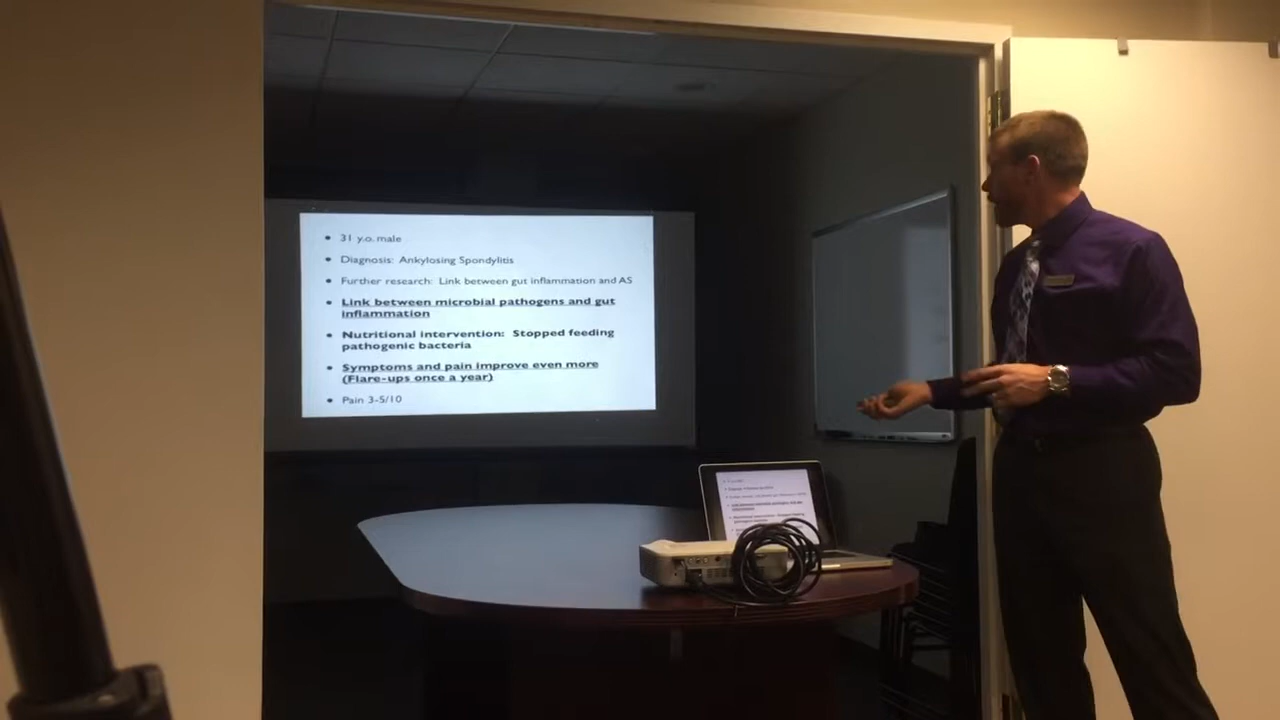 • 31 y.o. male
• Diagnosis: Ankylosing Spondylitis
• Further research: Link between gut inflammation and AS
• Link between microbial pathogens and gut
inflammation
• Nutritional intervention: Stopped feeding
pathogenic bacteria
• Symptoms and pain improve even more
(Flare-ups once a year)
• Pain 3-5/10